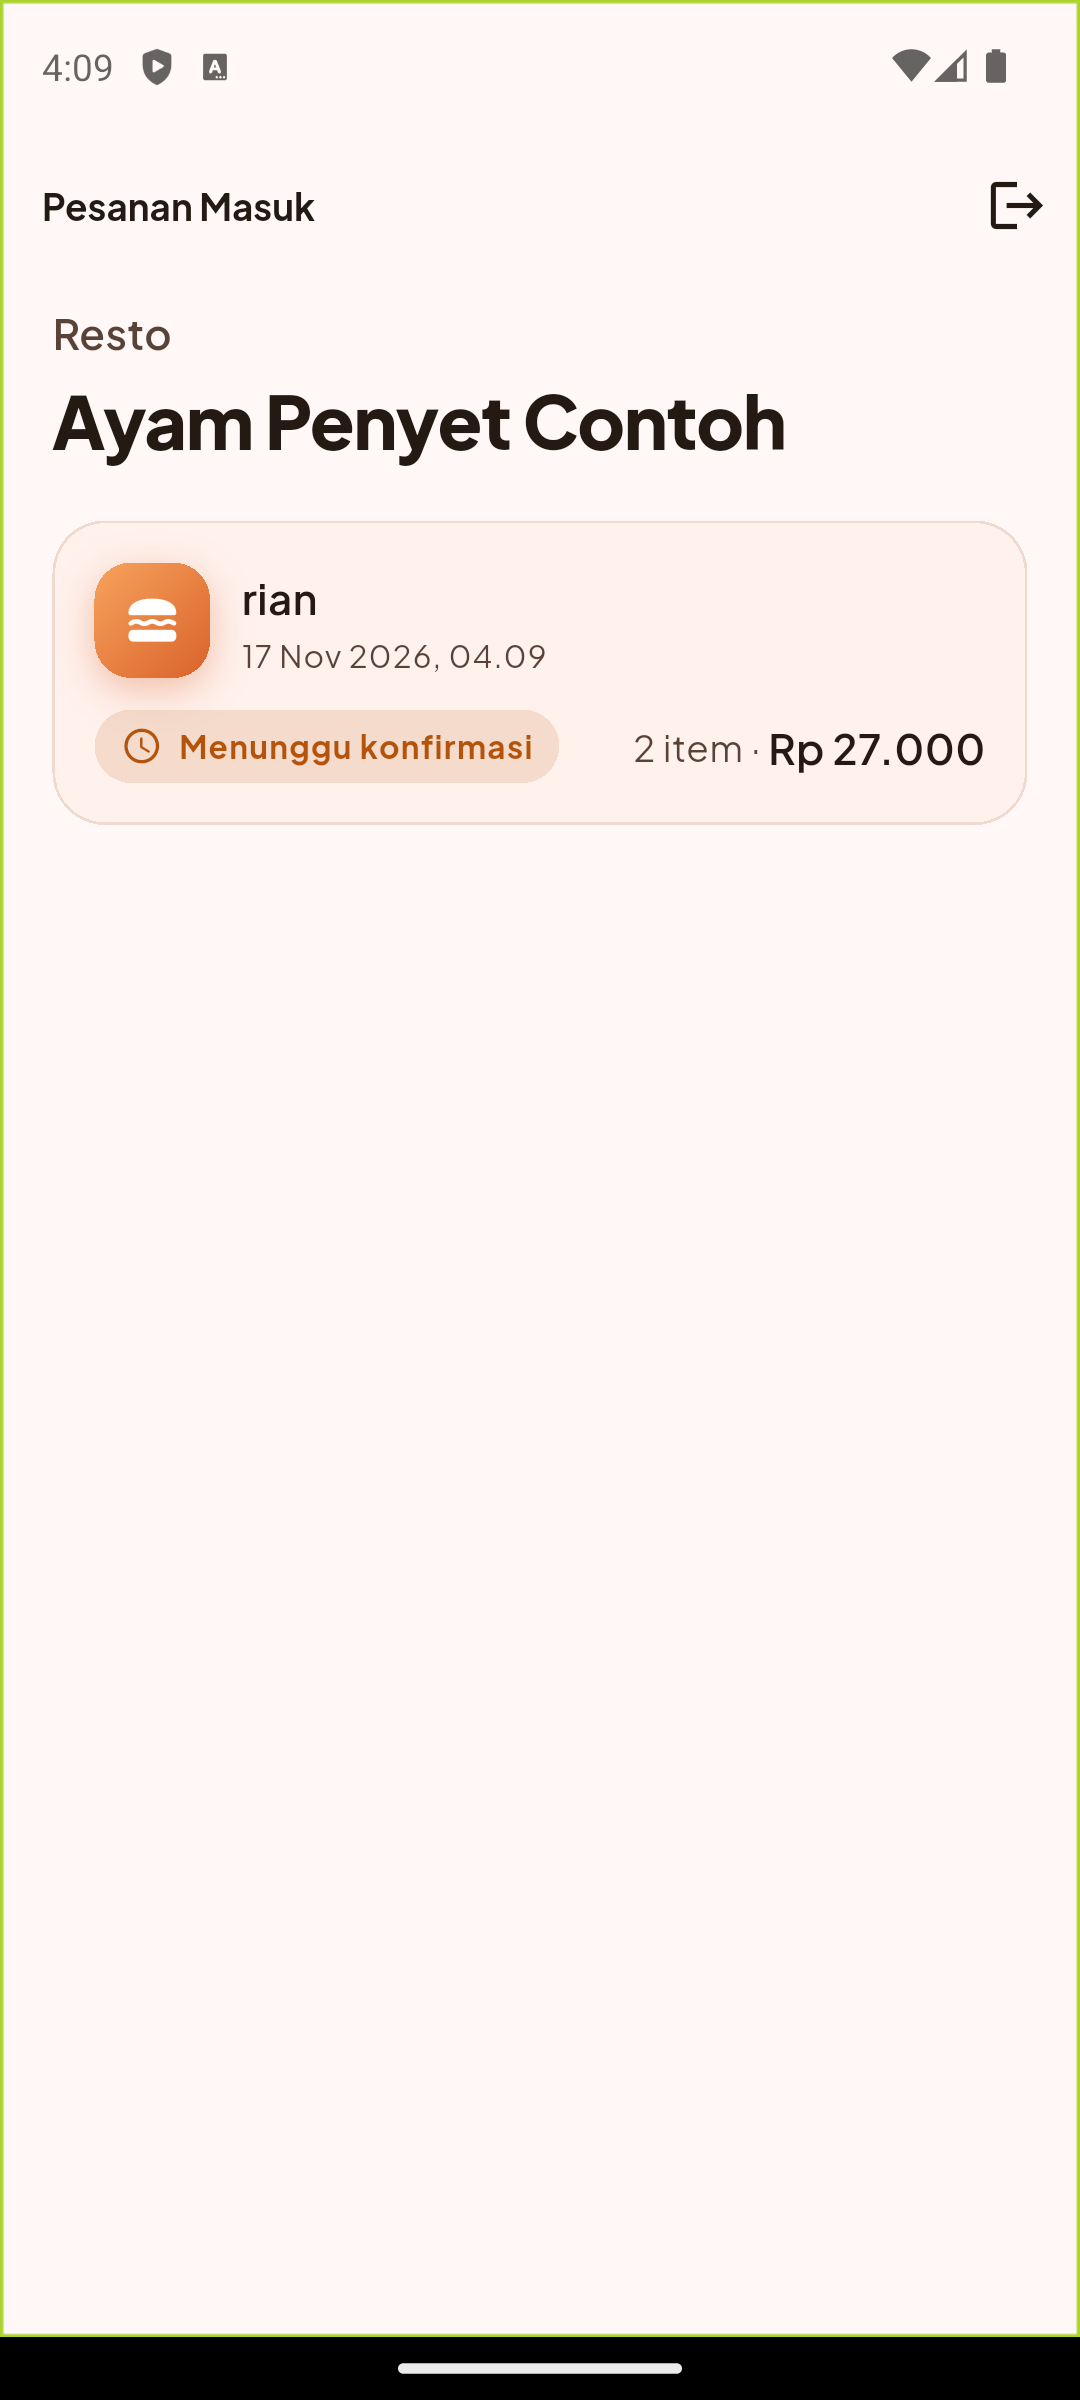 4:09
Pesanan Masuk
Resto
Ayam Penyet Contoh
rian
17 Nov 2026, 04.09
Menunggu konfirmasi
2 item · Rp 27.000